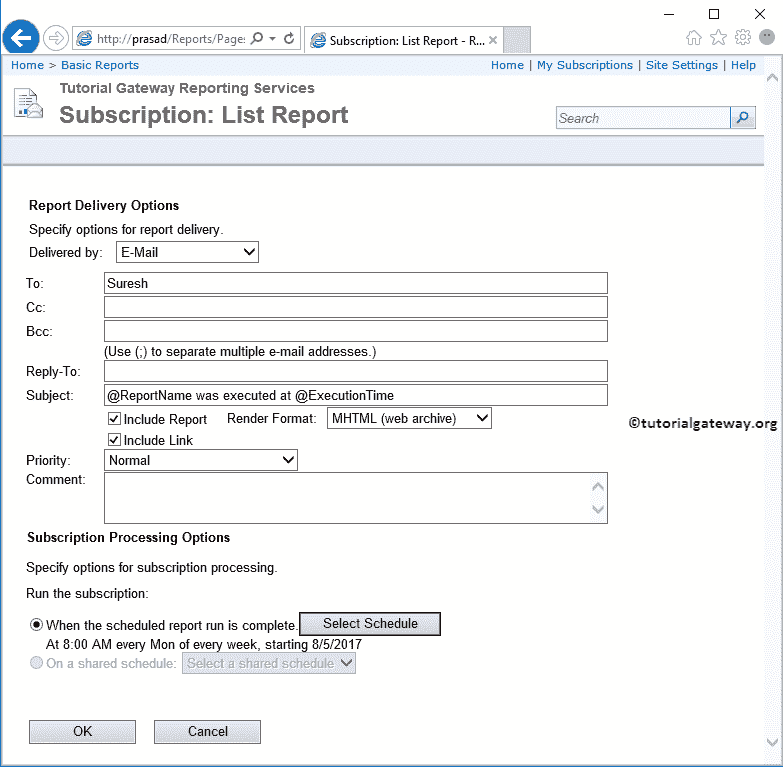 http://prasad/Reports/Page:
Subscription: List Report - R...
Home > Basic Reports
Home | My Subscriptions | Site Settings | Help
Tutorial Gateway Reporting Services
Subscription: List Report
Search
Report Delivery Options
Specify options for report delivery.
Delivered by: E-Mail
To: Suresh
Cc:
Bcc:
(Use (;) to separate multiple e-mail addresses.)
Reply-To:
Subject: @ReportName was executed at @ExecutionTime
Include Report Render Format: MHTML (web archive)
©tutorialgateway.org
Include Link
Priority: Normal
Comment:
Subscription Processing Options
Specify options for subscription processing.
Run the subscription:
When the scheduled report run is complete. Select Schedule
At 8:00 AM every Mon of every week, starting 8/5/2017
On a shared schedule: Select a shared schedule
OK Cancel